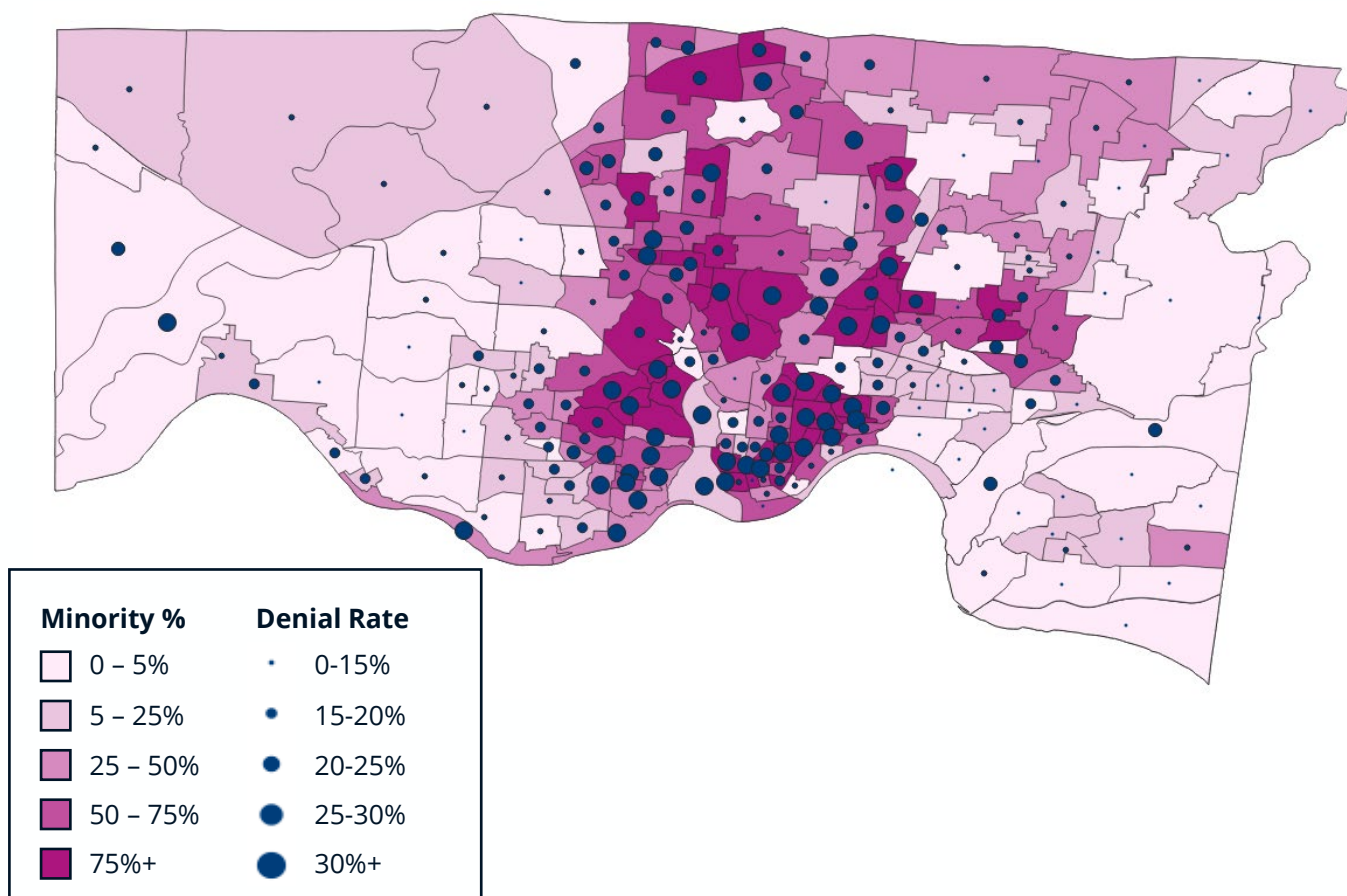 Minority %
0 – 5%
5 – 25%
25 – 50%
50 – 75%
75%+
Denial Rate
0-15%
15-20%
20-25%
25-30%
30%+